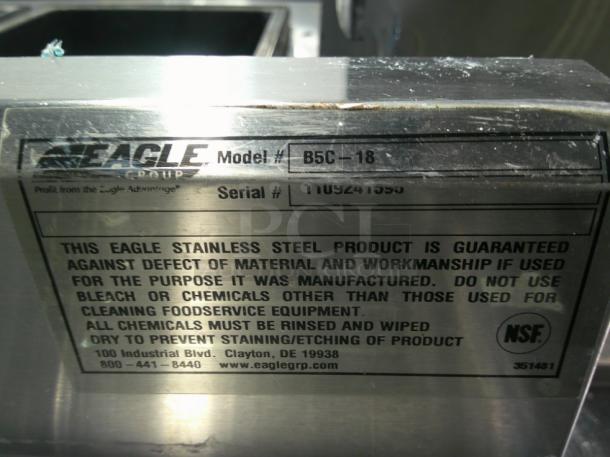 EAGLE
GROUP
Model # B5C-18
Profit from the Eagle Advantage®
Serial # 1109241595
PCI
THIS EAGLE STAINLESS STEEL PRODUCT IS GUARANTEED
AGAINST DEFECT OF MATERIAL AND WORKMANSHIP IF USED
FOR THE PURPOSE IT WAS MANUFACTURED. DO NOT USE
BLEACH OR CHEMICALS OTHER THAN THOSE USED FOR
CLEANING FOODSERVICE EQUIPMENT.
ALL CHEMICALS MUST BE RINSED AND WIPED
DRY TO PREVENT STAINING/ETCHING OF PRODUCT
NSF.
100 Industrial Blvd. Clayton, DE 19938
800-441-8440 www.eaglegrp.com
351481